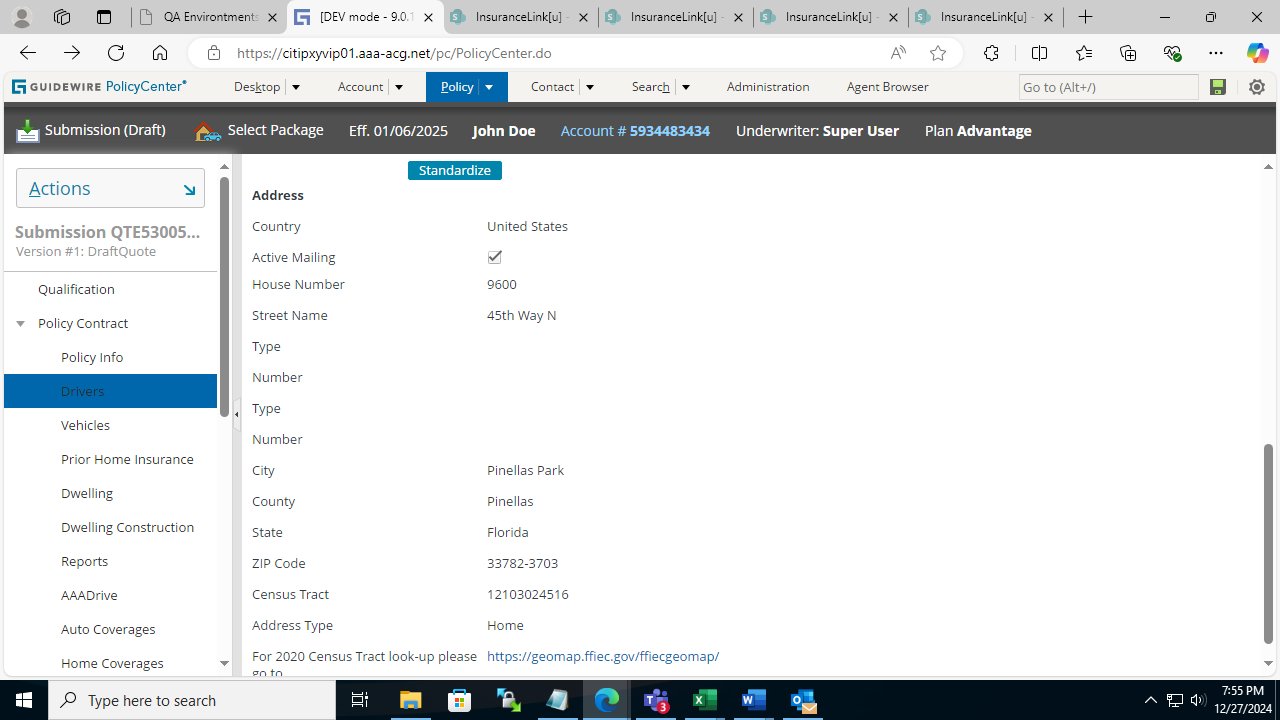 QA Environtments
[DEV mode - 9.0.1
InsuranceLink[u] -
InsuranceLink[u] -
InsuranceLink[u] -
InsuranceLink[u] -
https://citipxyvip01.aaa-acg.net/pc/PolicyCenter.do
GUIDEWIRE PolicyCenter
Desktop
Account
Policy
Contact
Search
Administration
Agent Browser
Go to (Alt+/)
Submission (Draft)
Select Package
Eff. 01/06/2025
John Doe
Account # 5934483434
Underwriter: Super User
Plan Advantage
Actions
Submission QTE53005...
Version #1: DraftQuote
Qualification
Policy Contract
Policy Info
Drivers
Vehicles
Prior Home Insurance
Dwelling
Dwelling Construction
Reports
AAADrive
Auto Coverages
Home Coverages
Standardize
Address
Country United States
Active Mailing
House Number 9600
Street Name 45th Way N
Type
Number
Type
Number
City Pinellas Park
County Pinellas
State Florida
ZIP Code 33782-3703
Census Tract 12103024516
Address Type Home
For 2020 Census Tract look-up please https://geomap.ffiec.gov/ffiecgeomap/
go to
Type here to search
3
7:55 PM
12/27/2024